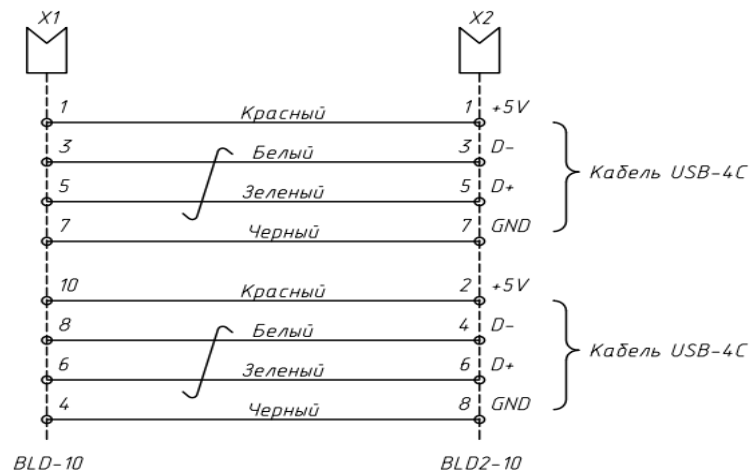 X1 X2
1 Красный 1 +5V
3 Белый 3 D-
5 Зеленый 5 D+
Кабель USB-4C
7 Черный 7 GND
10 Красный 2 +5V
8 Белый 4 D-
6 Зеленый 6 D+
Кабель USB-4C
4 Черный 8 GND
BLD-10 BLD2-10